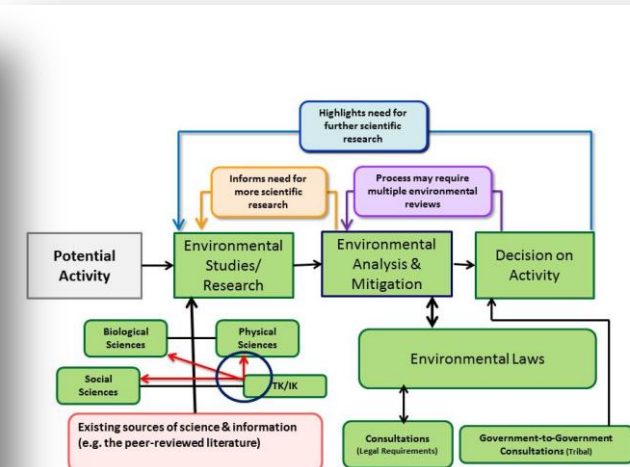 Highlights need for
further scientific
research
Informs need for
more scientific
research
Process may require
multiple environmental
reviews
Potential
Activity
Environmental
Studies/
Research
Environmental
Analysis &
Mitigation
Decision on
Activity
Biological
Sciences
Physical
Sciences
Social
Sciences
TK/IK
Environmental Laws
Existing sources of science & information
(e.g. the peer-reviewed literature)
Consultations
(Legal Requirements)
Government-to-Government
Consultations (Tribal)